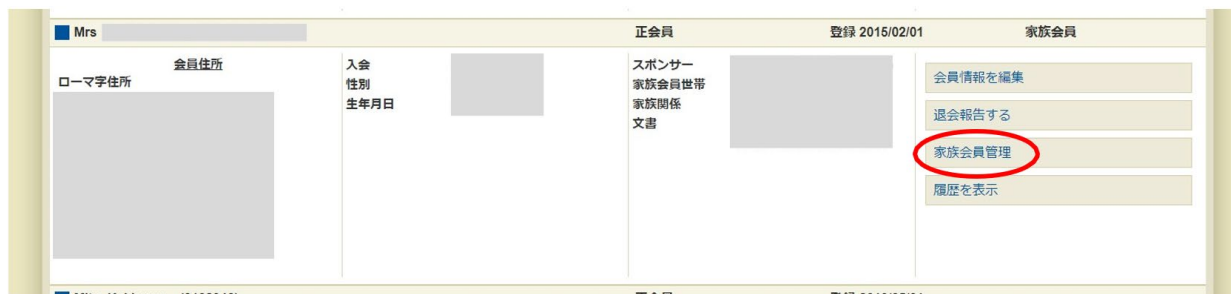 Mrs 正会員 登録 2015/02/01 家族会員
会員住所
ローマ字住所
入会
性別
生年月日
スポンサー
家族会員世帯
家族関係
文書
会員情報を編集
退会報告する
家族会員管理
履歴を表示